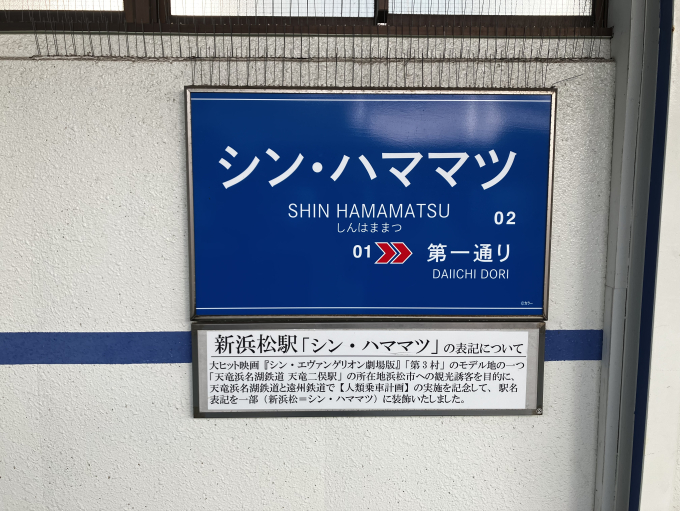 シン・ハママツ
SHIN HAMAMATSU
しんはままつ
02
01 第一通り
DAIICHI DORI
©カラー
新浜松駅「シン・ハママツ」の表記について
大ヒット映画『シン・エヴァンゲリオン劇場版』「第3村」のモデル地の一つ
「天竜浜名湖鉄道 天竜二俣駅」の所在地浜松市への観光誘客を目的に、
天竜浜名湖鉄道と遠州鉄道で【人類乗車計画】の実施を記念して、駅名
表記を一部（新浜松＝シン・ハママツ）に装飾いたしました。